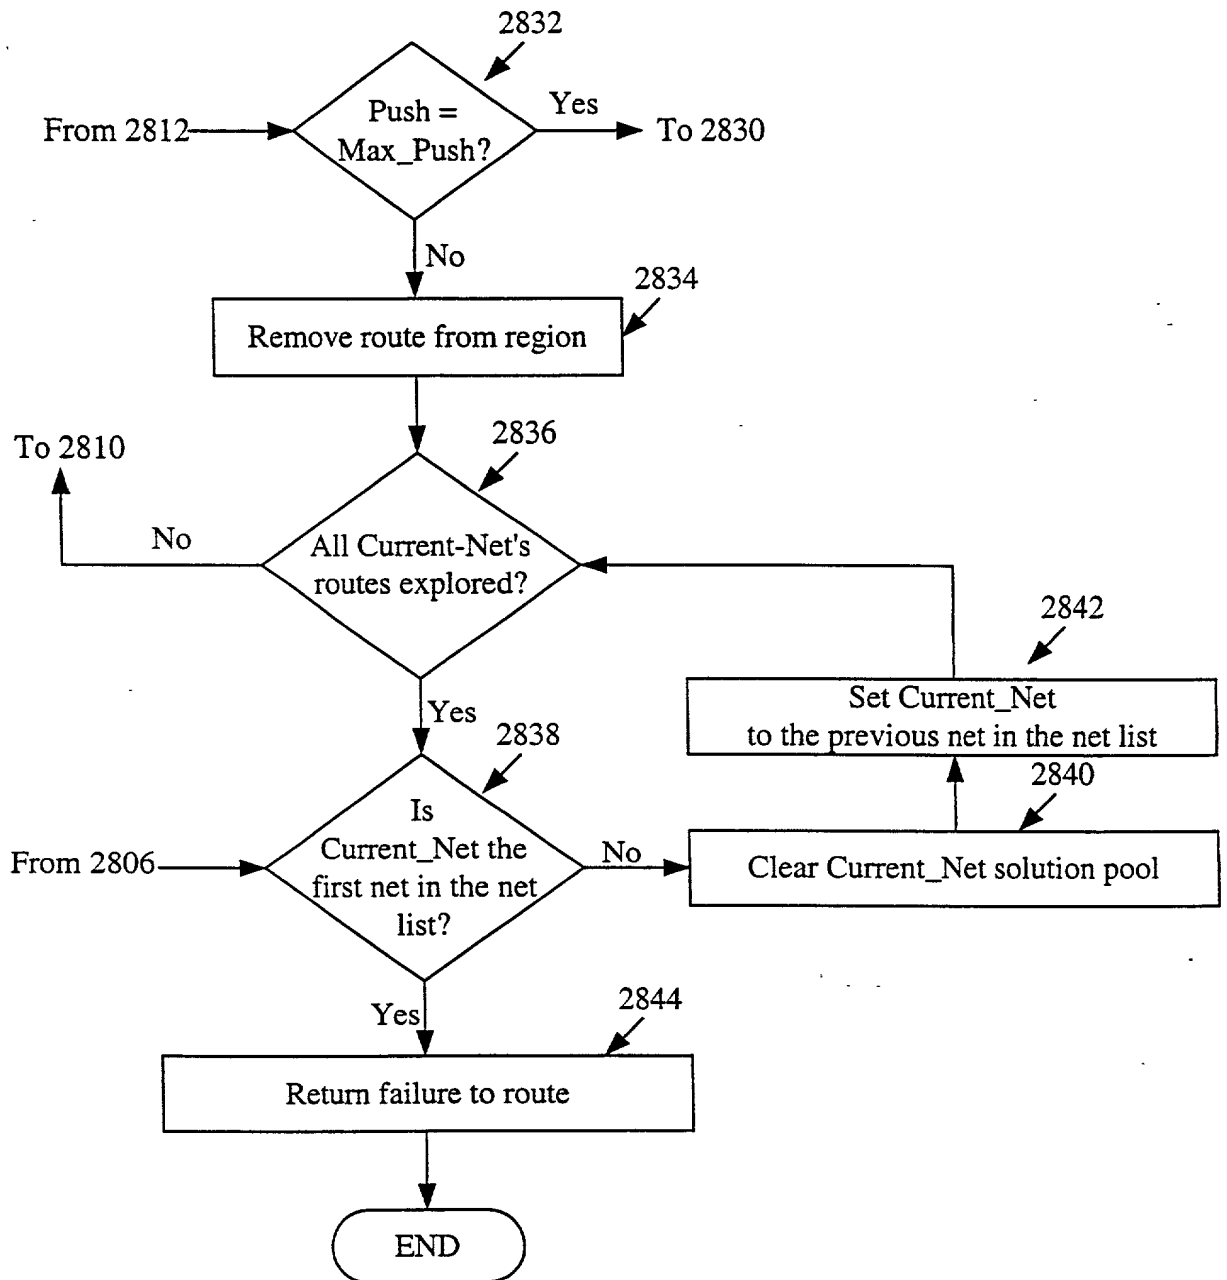 2832
Push =
Max_Push?
Yes
From 2812
To 2830
No
2834
Remove route from region
2836
To 2810
No
All Current-Net's
routes explored?
2842
Set Current_Net
to the previous net in the net list
Yes
2838
2840
Is
Current_Net the
first net in the net
list?
From 2806
No
Clear Current_Net solution pool
Yes
2844
Return failure to route
END